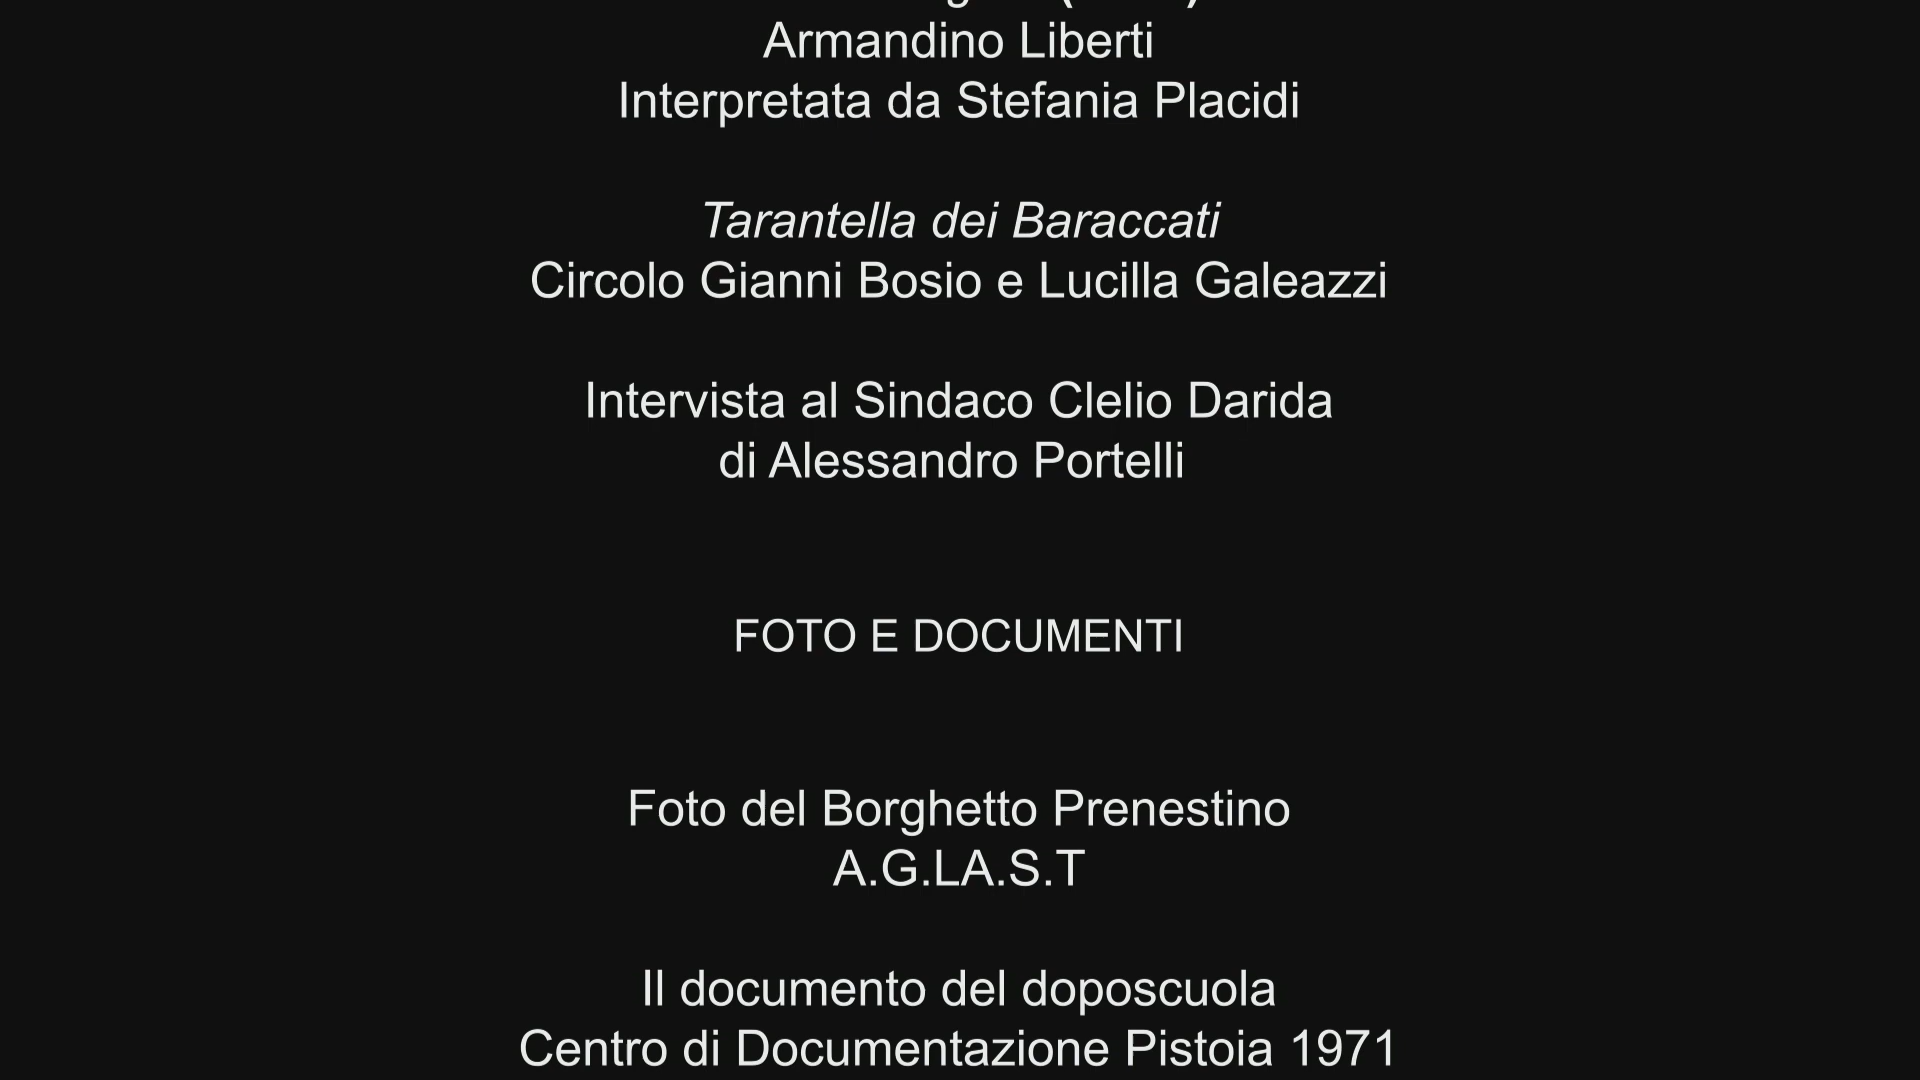 Armandino Liberti
Interpretata da Stefania Placidi
Tarantella dei Baraccati
Circolo Gianni Bosio e Lucilla Galeazzi
Intervista al Sindaco Clelio Darida
di Alessandro Portelli
FOTO E DOCUMENTI
Foto del Borghetto Prenestino
A.G.LA.S.T
Il documento del doposcuola
Centro di Documentazione Pistoia 1971